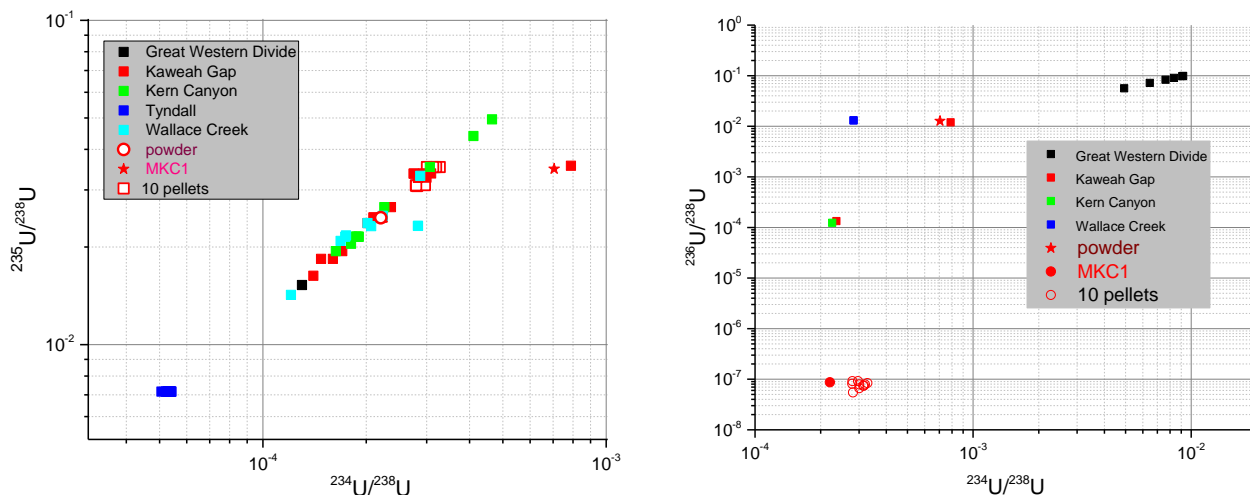 10⁻¹
Great Western Divide
Kaweah Gap
Kern Canyon
Tyndall
Wallace Creek
powder
MKC1
10 pellets
²³⁵U/²³⁸U
10⁻²
10⁻⁴
10⁻³
²³⁴U/²³⁸U
10⁰
10⁻¹
10⁻²
10⁻³
10⁻⁴
10⁻⁵
10⁻⁶
10⁻⁷
10⁻⁸
²³⁶U/²³⁸U
Great Western Divide
Kaweah Gap
Kern Canyon
Wallace Creek
powder
MKC1
10 pellets
10⁻⁴
10⁻³
10⁻²
²³⁴U/²³⁸U